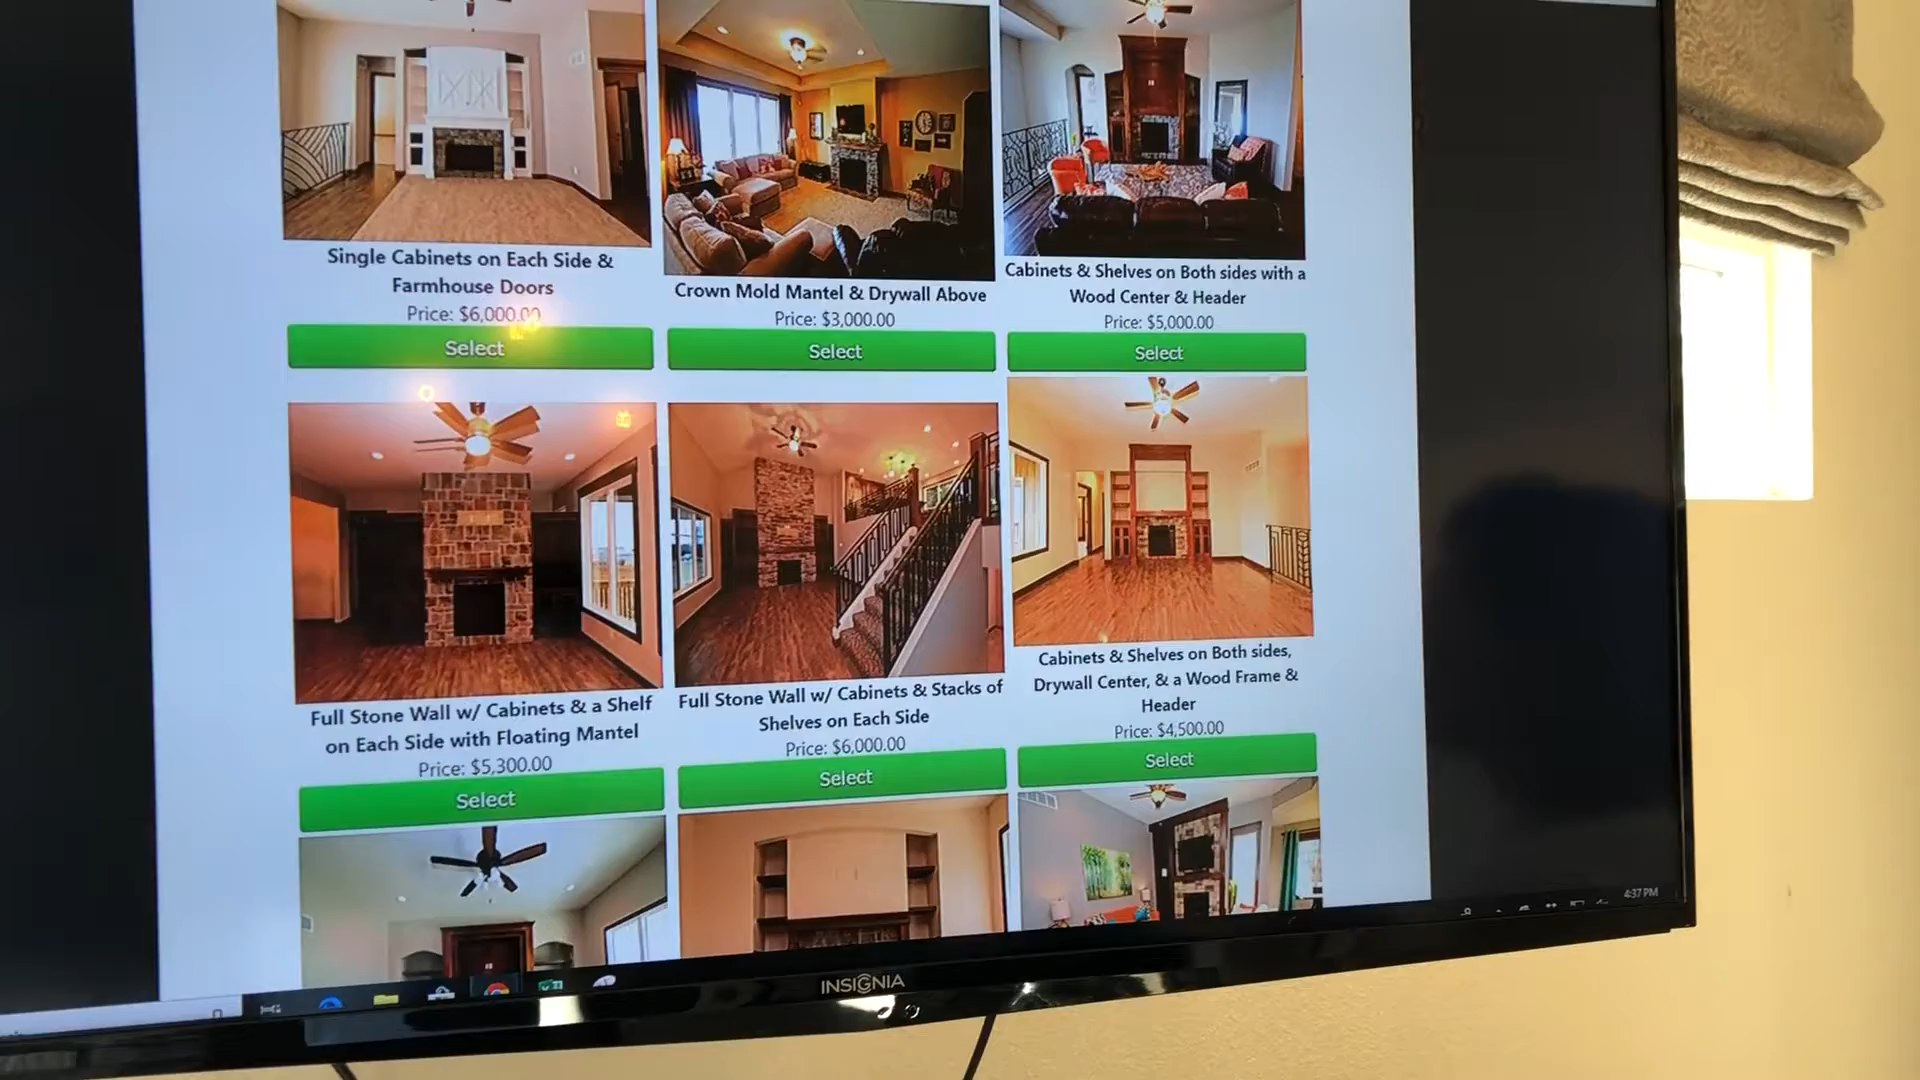 Single Cabinets on Each Side &
Farmhouse Doors
Price: $6,000.00
Select
Crown Mold Mantel & Drywall Above
Price: $3,000.00
Select
Cabinets & Shelves on Both sides with a
Wood Center & Header
Price: $5,000.00
Select
Full Stone Wall w/ Cabinets & a Shelf
on Each Side with Floating Mantel
Price: $5,300.00
Select
Full Stone Wall w/ Cabinets & Stacks of
Shelves on Each Side
Price: $6,000.00
Select
Cabinets & Shelves on Both sides,
Drywall Center, & a Wood Frame &
Header
Price: $4,500.00
Select
4:37 PM
INSIGNIA